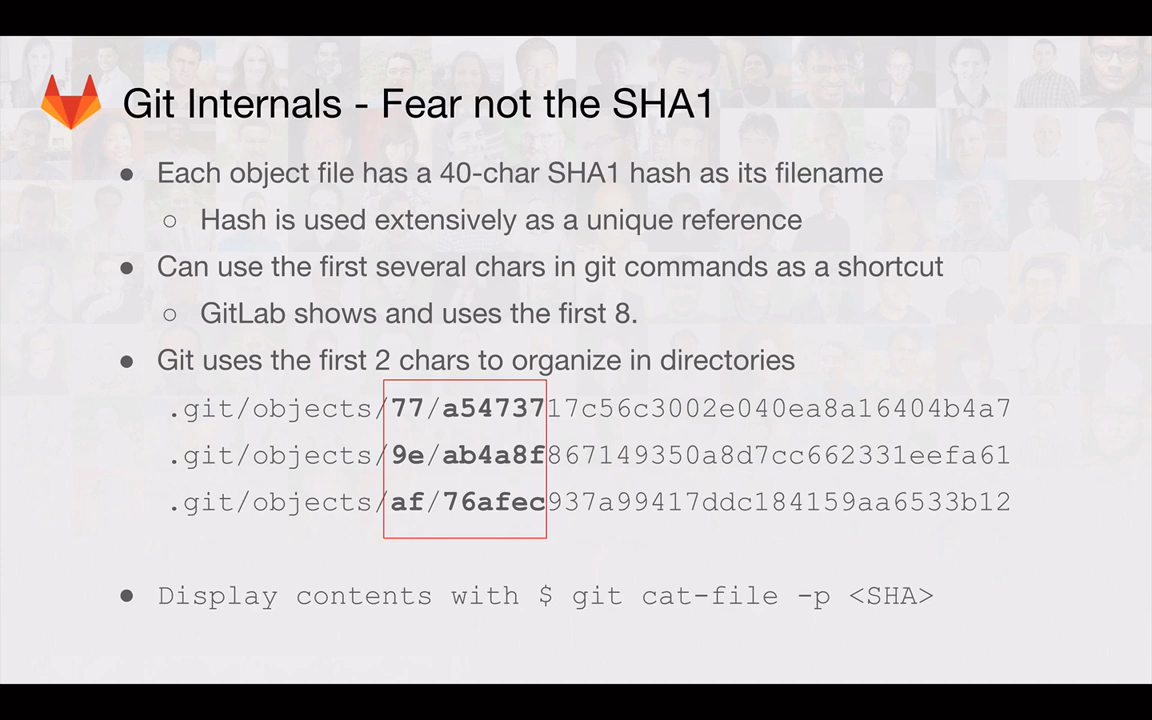 Git Internals - Fear not the SHA1
● Each object file has a 40-char SHA1 hash as its filename
○ Hash is used extensively as a unique reference
● Can use the first several chars in git commands as a shortcut
○ GitLab shows and uses the first 8.
● Git uses the first 2 chars to organize in directories
.git/objects/77/a5473717c56c3002e040ea8a16404b4a7
.git/objects/9e/ab4a8f867149350a8d7cc662331eefa61
.git/objects/af/76afec937a99417ddc184159aa6533b12
● Display contents with $ git cat-file -p <SHA>